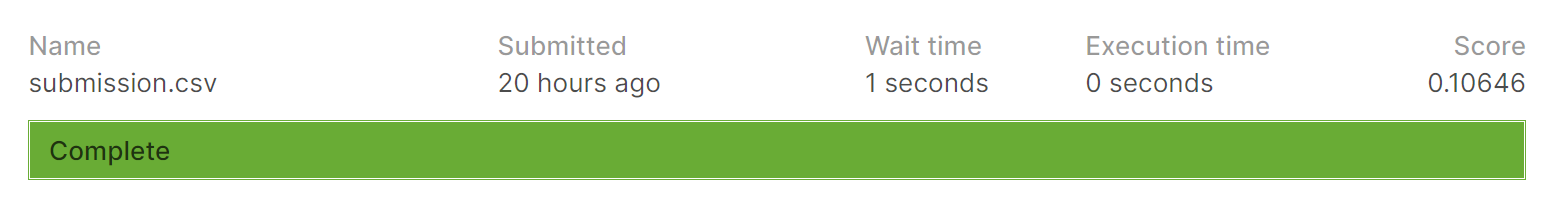 Name Submitted Wait time Execution time Score
submission.csv 20 hours ago 1 seconds 0 seconds 0.10646
Complete